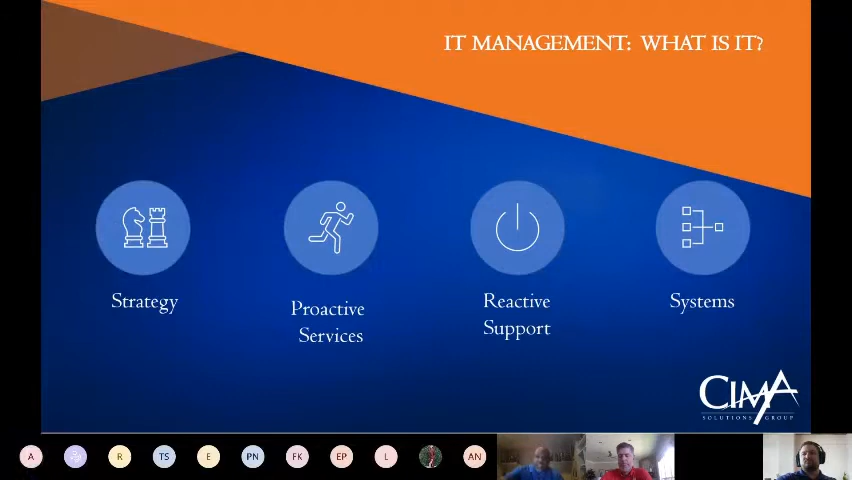 IT MANAGEMENT: WHAT IS IT?
Strategy
Proactive
Services
Reactive
Support
Systems
CIMA
SOLUTIONS GROUP
A
R
TS
E
PN
FK
EP
L
AN